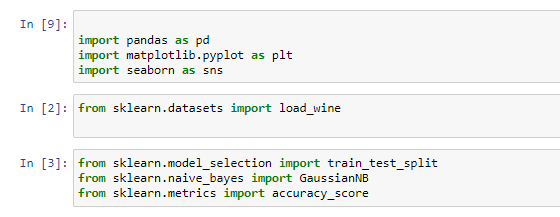 In [9]:
import pandas as pd
import matplotlib.pyplot as plt
import seaborn as sns
In [2]: from sklearn.datasets import load_wine
In [3]: from sklearn.model_selection import train_test_split
from sklearn.naive_bayes import GaussianNB
from sklearn.metrics import accuracy_score